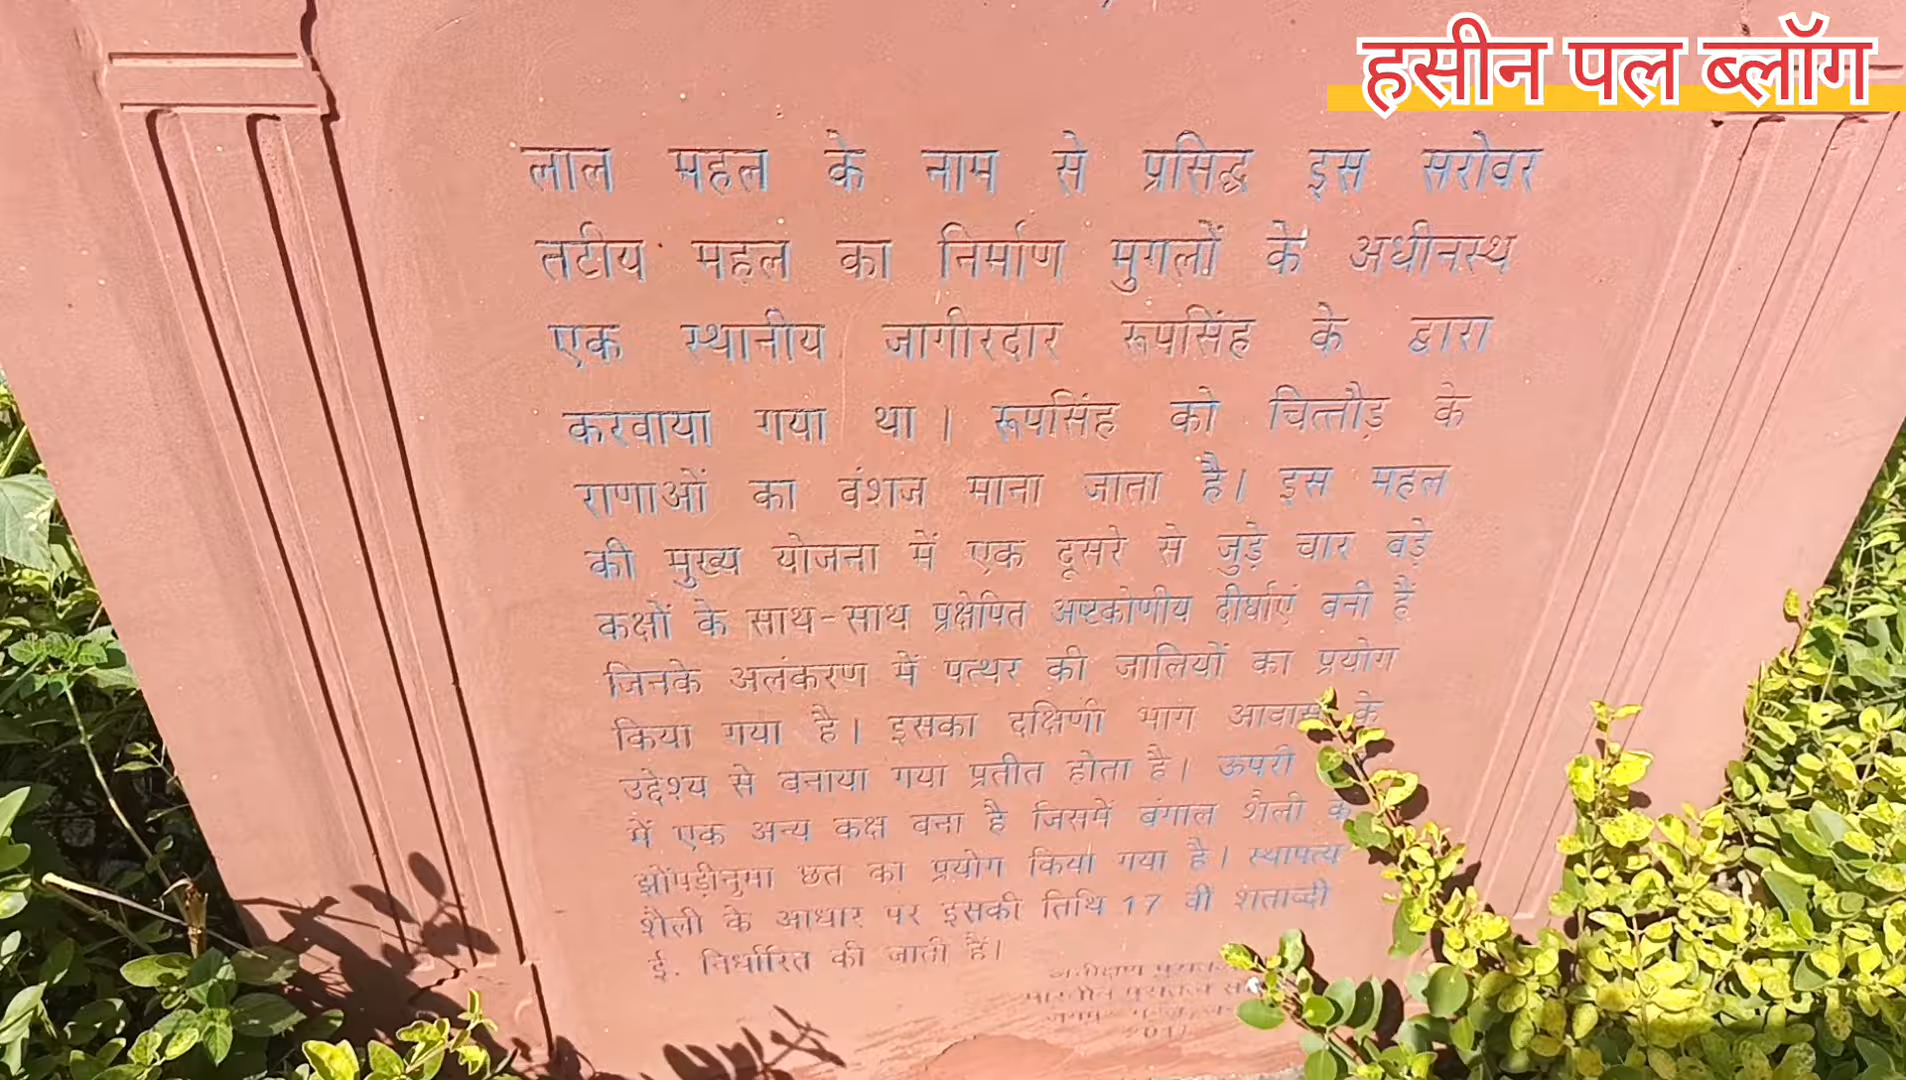 हसीन पल ब्लॉग
लाल महल के नाम से प्रसिद्ध इस सरोवर
तटीय महल का निर्माण मुगलों के अधीनस्थ
एक स्थानीय जागीरदार रूपसिंह के द्वारा
करवाया गया था। रूपसिंह को चित्तौड़ के
राणाओं का वंशज माना जाता है। इस महल
की मुख्य योजना में एक दूसरे से जुड़े चार बड़े
कक्षों के साथ-साथ प्रक्षेपित अष्टकोणीय दीर्घाएं बनी हैं
जिनके अलंकरण में पत्थर की जालियों का प्रयोग
किया गया है। इसका दक्षिणी भाग आवास के
उद्देश्य से बनाया गया प्रतीत होता है। ऊपरी
में एक अन्य कक्ष बना है जिसमें बंगाल शैली
झोंपड़ीनुमा छत का प्रयोग किया गया है। स्थापत्य
शैली के आधार पर इसकी तिथि 17 वीं शताब्दी
ई. निर्धारित की जाती है।